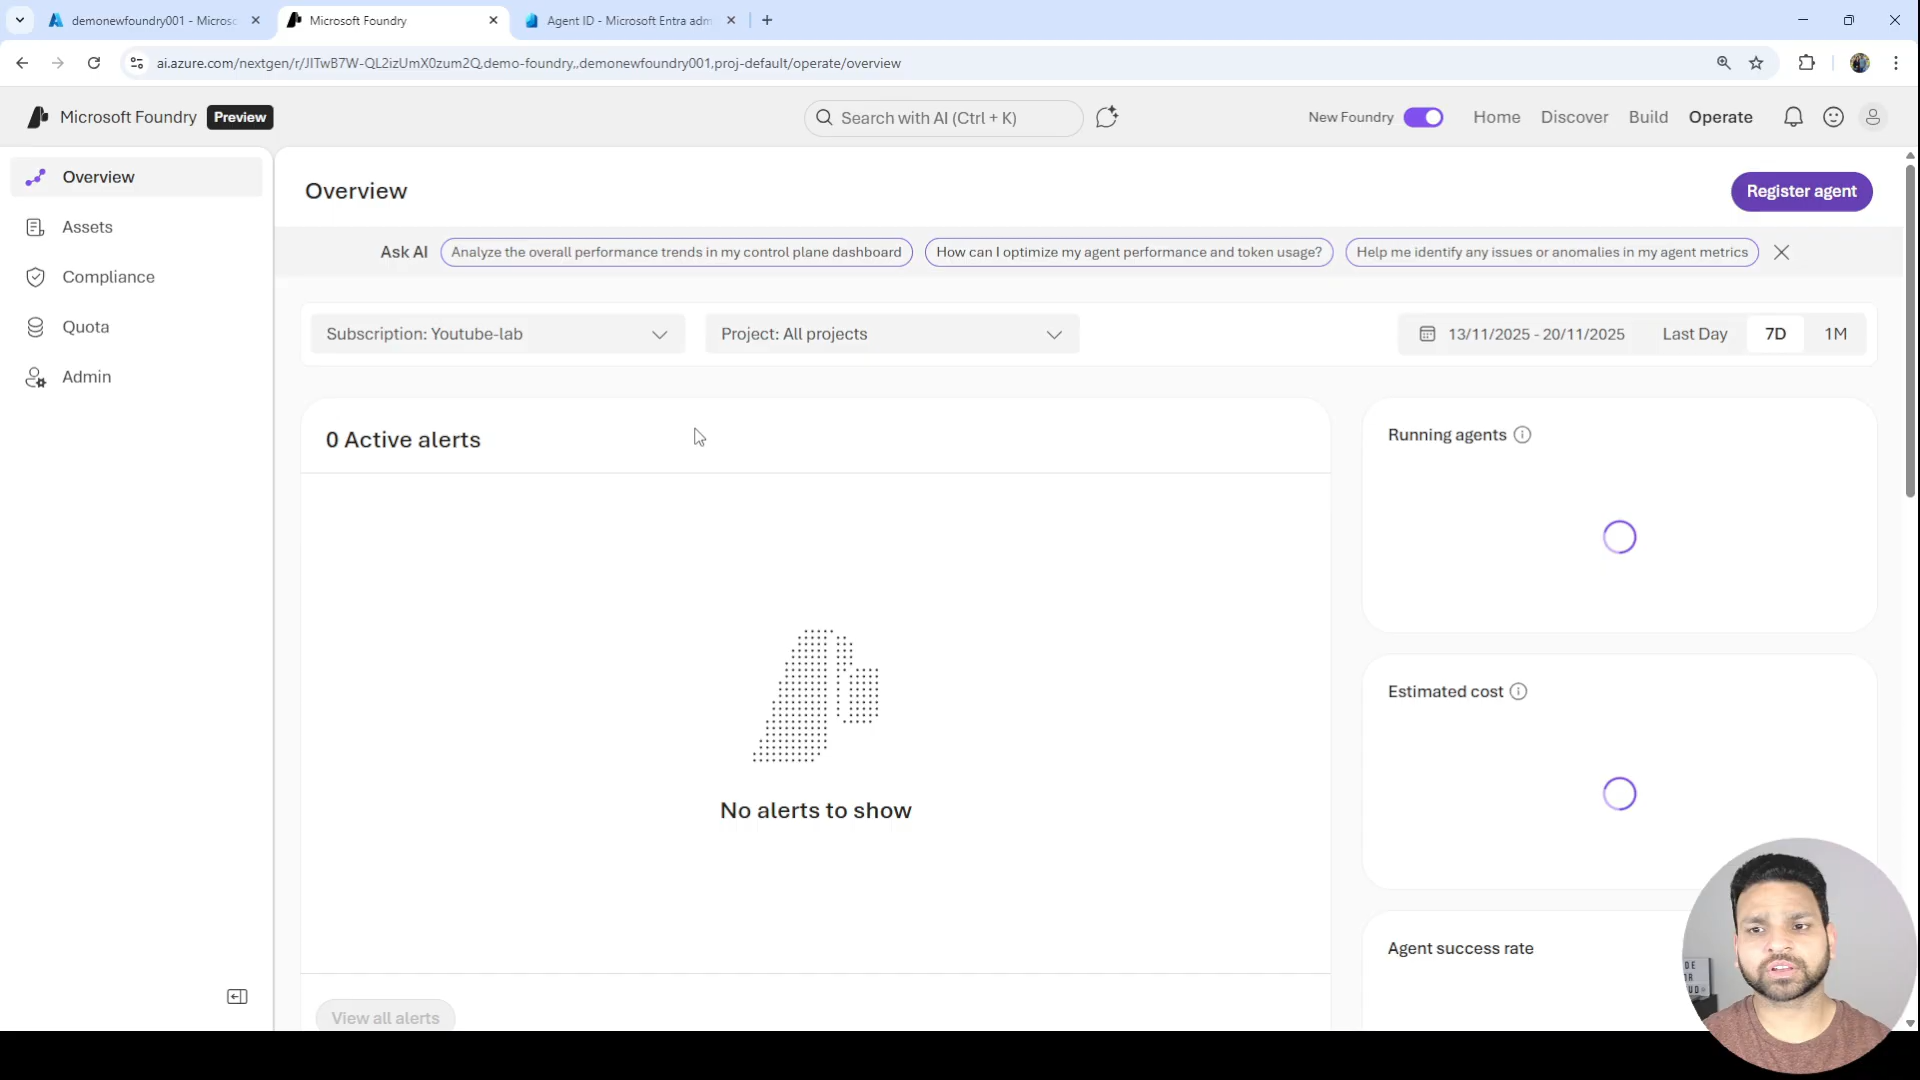 demonewfoundry001 - Microsc
Microsoft Foundry
Agent ID - Microsoft Entra adm
ai.azure.com/nextgen/r/JITwB7W-QL2izUmX0zum2Q,demo-foundry,,demonewfoundry001,proj-default/operate/overview
Microsoft Foundry
Preview
Search with AI (Ctrl + K)
New Foundry
Home
Discover
Build
Operate
Overview
Assets
Compliance
Quota
Admin
Overview
Register agent
Ask AI
Analyze the overall performance trends in my control plane dashboard
How can I optimize my agent performance and token usage?
Help me identify any issues or anomalies in my agent metrics
Subscription: Youtube-lab
Project: All projects
13/11/2025 - 20/11/2025
Last Day
7D
1M
0 Active alerts
No alerts to show
View all alerts
Running agents
Estimated cost
Agent success rate